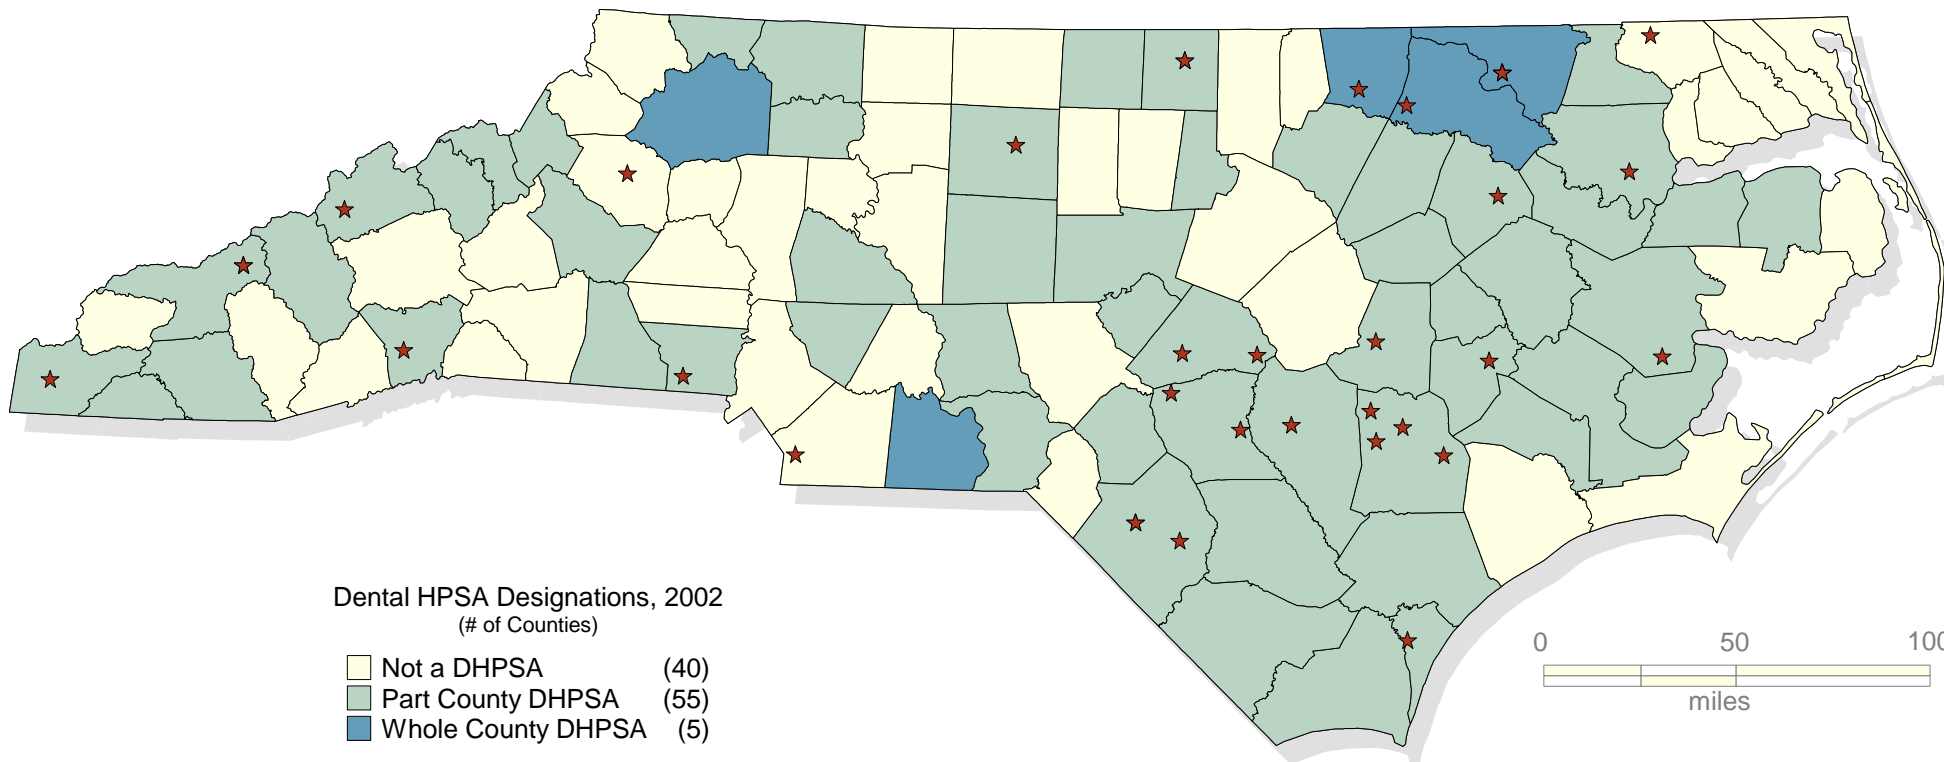 Dental HPSA Designations, 2002
(# of Counties)
Not a DHPSA (40)
Part County DHPSA (55)
Whole County DHPSA (5)
0 50 100
miles